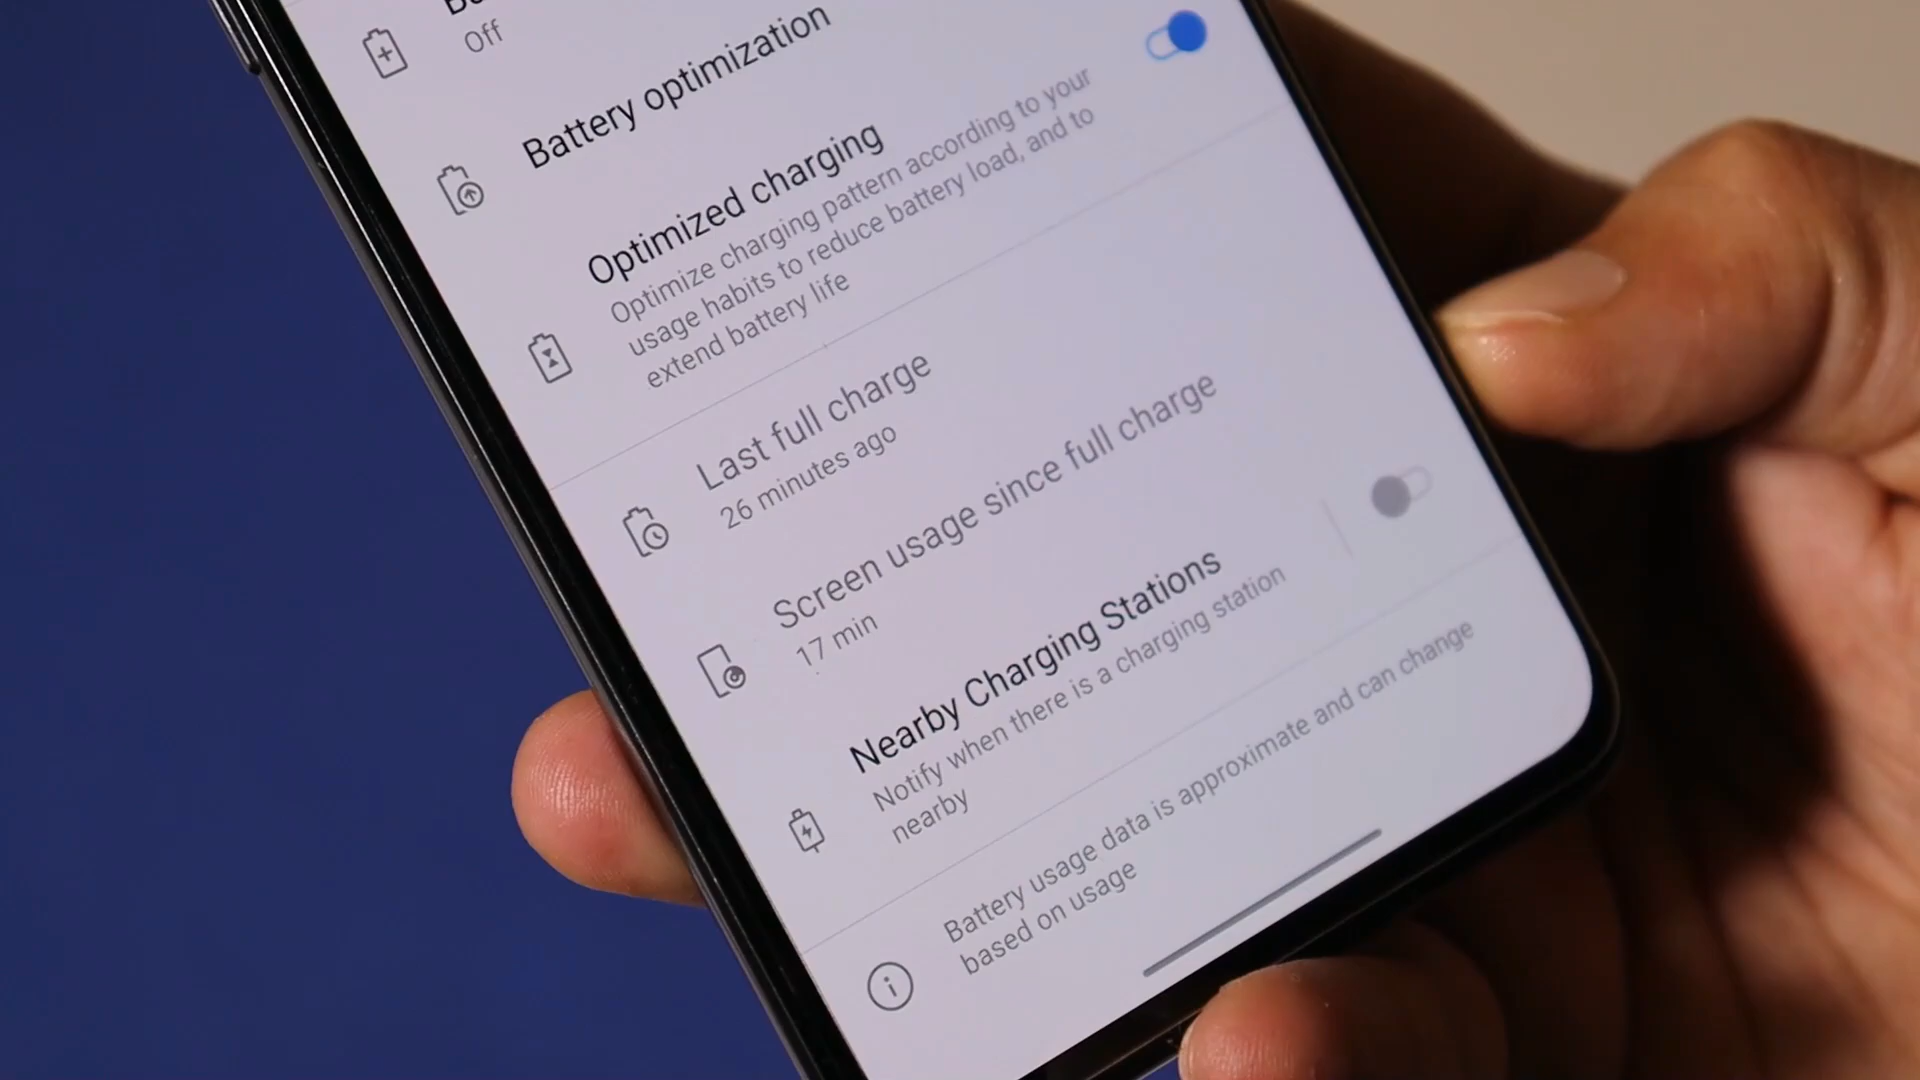 Off
Battery optimization
Optimized charging
Optimize charging pattern according to your
usage habits to reduce battery load, and to
extend battery life
Last full charge
26 minutes ago
Screen usage since full charge
17 min
Nearby Charging Stations
Notify when there is a charging station
nearby
Battery usage data is approximate and can change
based on usage